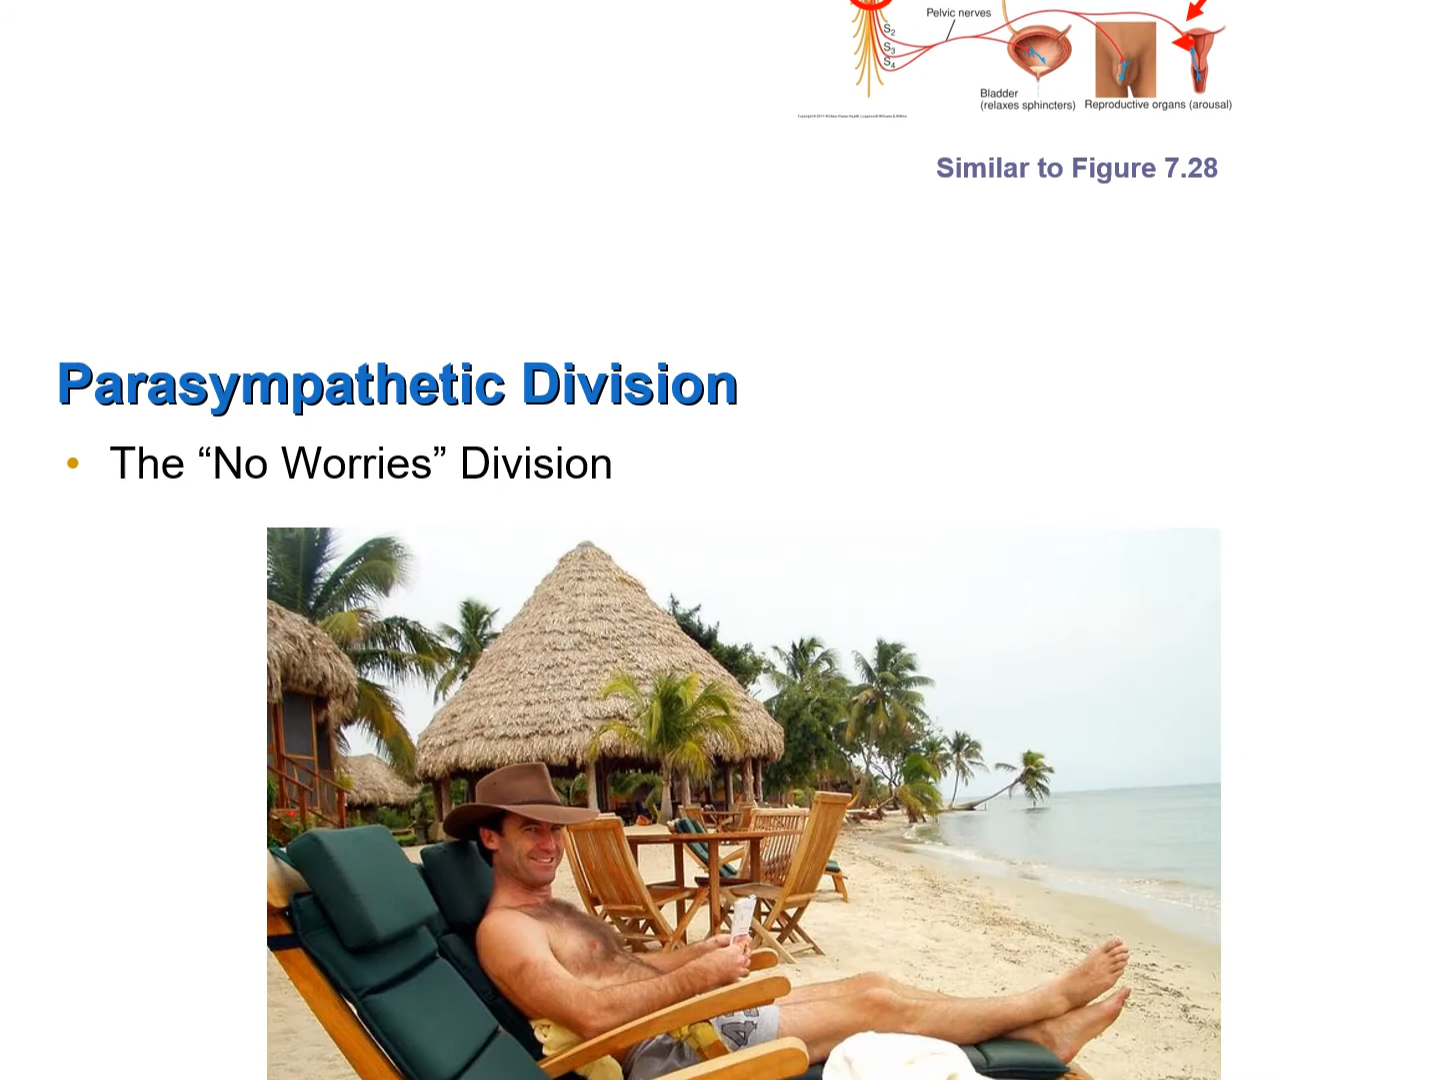 Pelvic nerves
S2
S3
S4
Bladder
(relaxes sphincters)
Reproductive organs (arousal)
Similar to Figure 7.28
Parasympathetic Division
• The “No Worries” Division